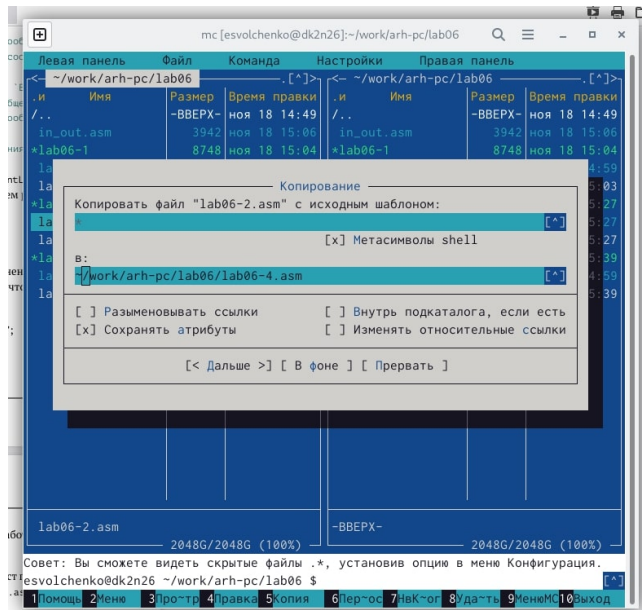 mc [esvolchenko@dk2n26]:~/work/arh-pc/lab06
Левая панель Файл Команда Настройки Правая панель
<— ~/work/arh-pc/lab06 .[^]> <— ~/work/arh-pc/lab06 .[^]>
.и Имя Размер Время правки .и Имя Размер Время правки
/.. -ВВЕРХ- ноя 18 14:49 /.. -ВВЕРХ- ноя 18 14:49
in_out.asm 3942 ноя 18 15:06 in_out.asm 3942 ноя 18 15:06
*lab06-1 8748 ноя 18 15:04 *lab06-1 8748 ноя 18 15:04
Копирование
Копировать файл "lab06-2.asm" с исходным шаблоном:
* [^]
[x] Метасимволы shell
в:
~/work/arh-pc/lab06/lab06-4.asm [^]
[ ] Разыменовывать ссылки [ ] Внутрь подкаталога, если есть
[x] Сохранять атрибуты [ ] Изменять относительные ссылки
[< Дальше >] [ В фоне ] [ Прервать ]
lab06-2.asm -ВВЕРХ-
2048G/2048G (100%) 2048G/2048G (100%)
Совет: Вы сможете видеть скрытые файлы .*, установив опцию в меню Конфигурация.
esvolchenko@dk2n26 ~/work/arh-pc/lab06 $ [^]
1Помощь 2Меню 3Про~тр 4Правка 5Копия 6Пер~ос 7НвК~ог 8Уда~ть 9МенюMC 10Выход